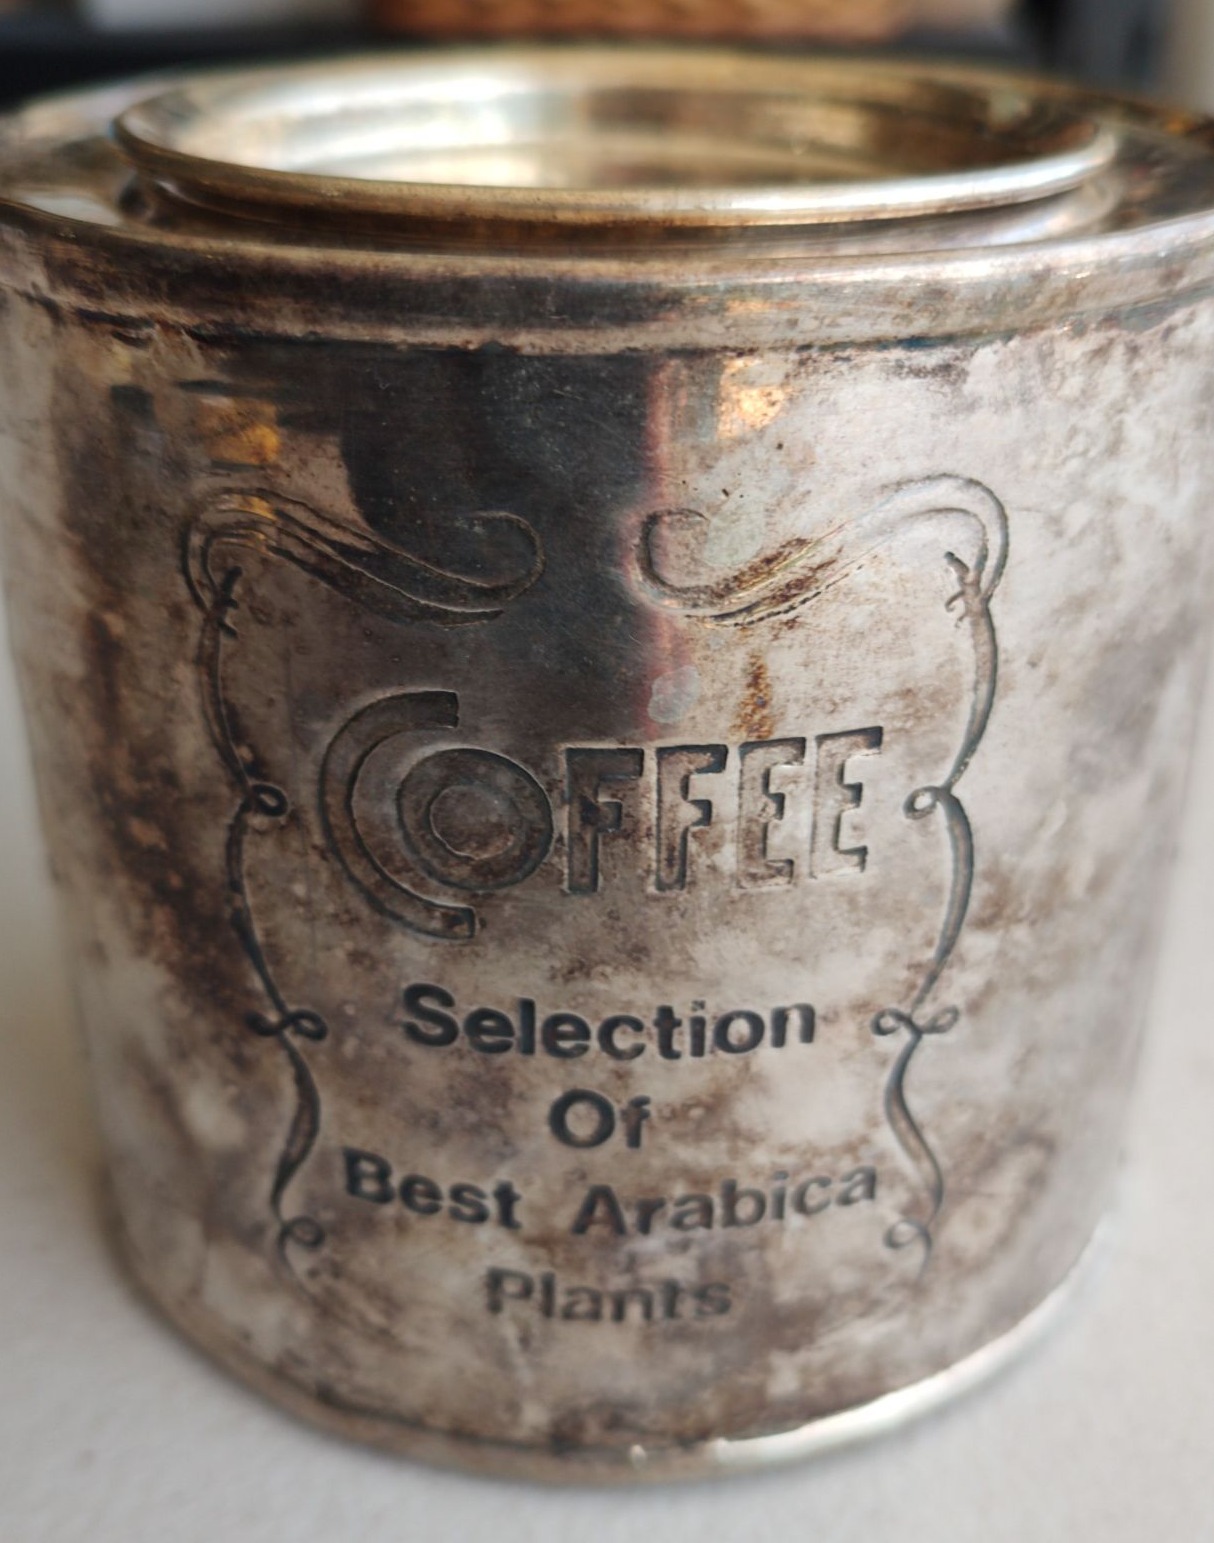 COFFEE
Selection
Of
Best Arabica
Plants